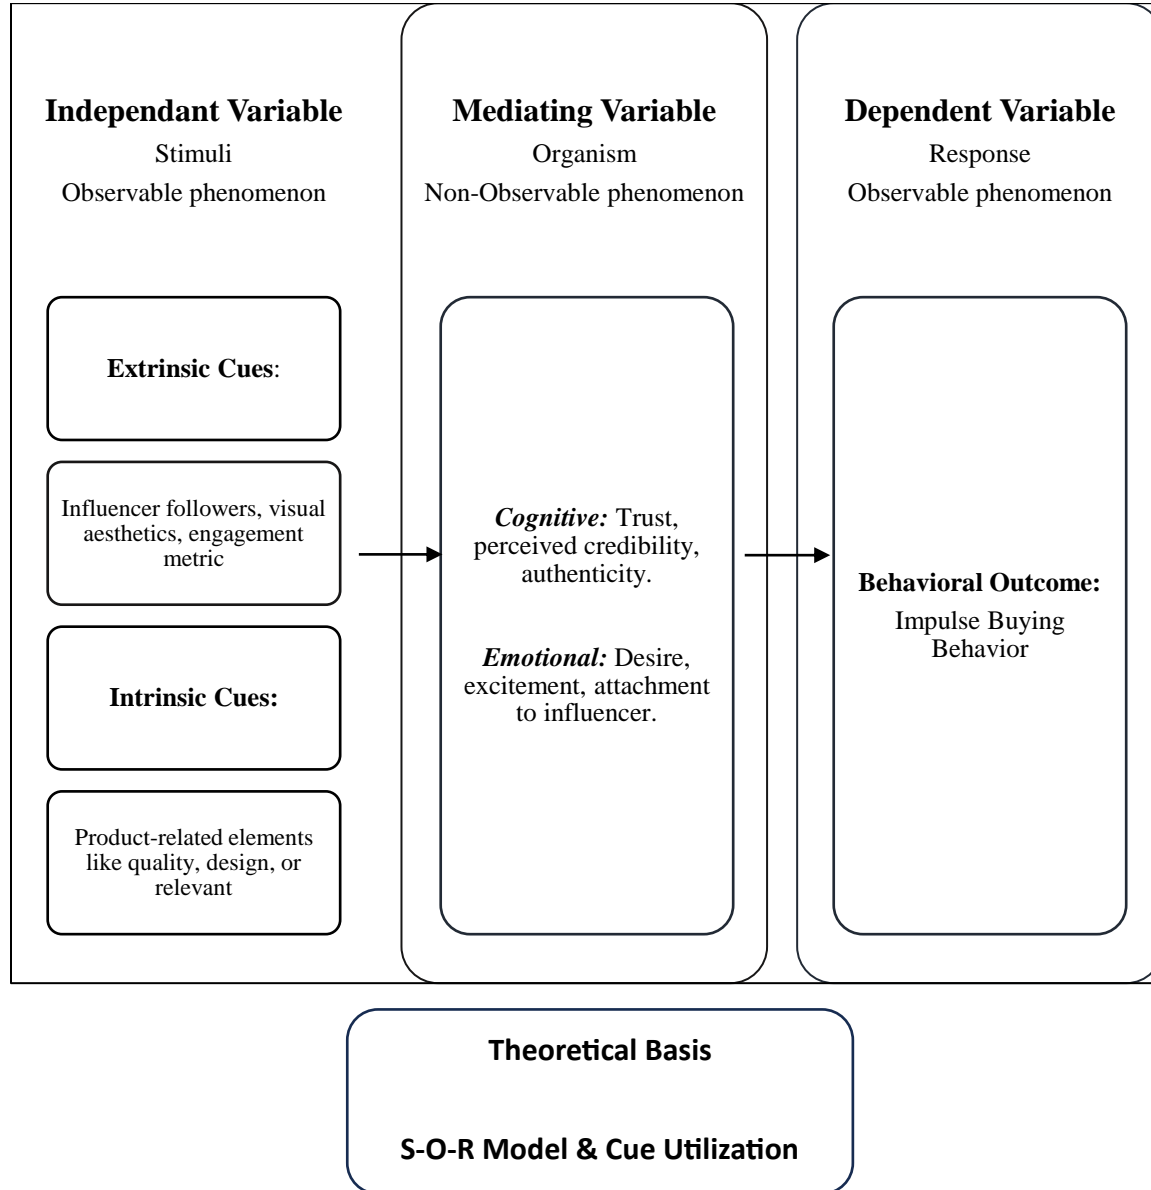 Independant Variable
Stimuli
Observable phenomenon
Extrinsic Cues:
Influencer followers, visual
aesthetics, engagement
metric
Intrinsic Cues:
Product-related elements
like quality, design, or
relevant
Mediating Variable
Organism
Non-Observable phenomenon
Cognitive: Trust,
perceived credibility,
authenticity.
Emotional: Desire,
excitement, attachment
to influencer.
Dependent Variable
Response
Observable phenomenon
Behavioral Outcome:
Impulse Buying
Behavior
Theoretical Basis
S-O-R Model & Cue Utilization